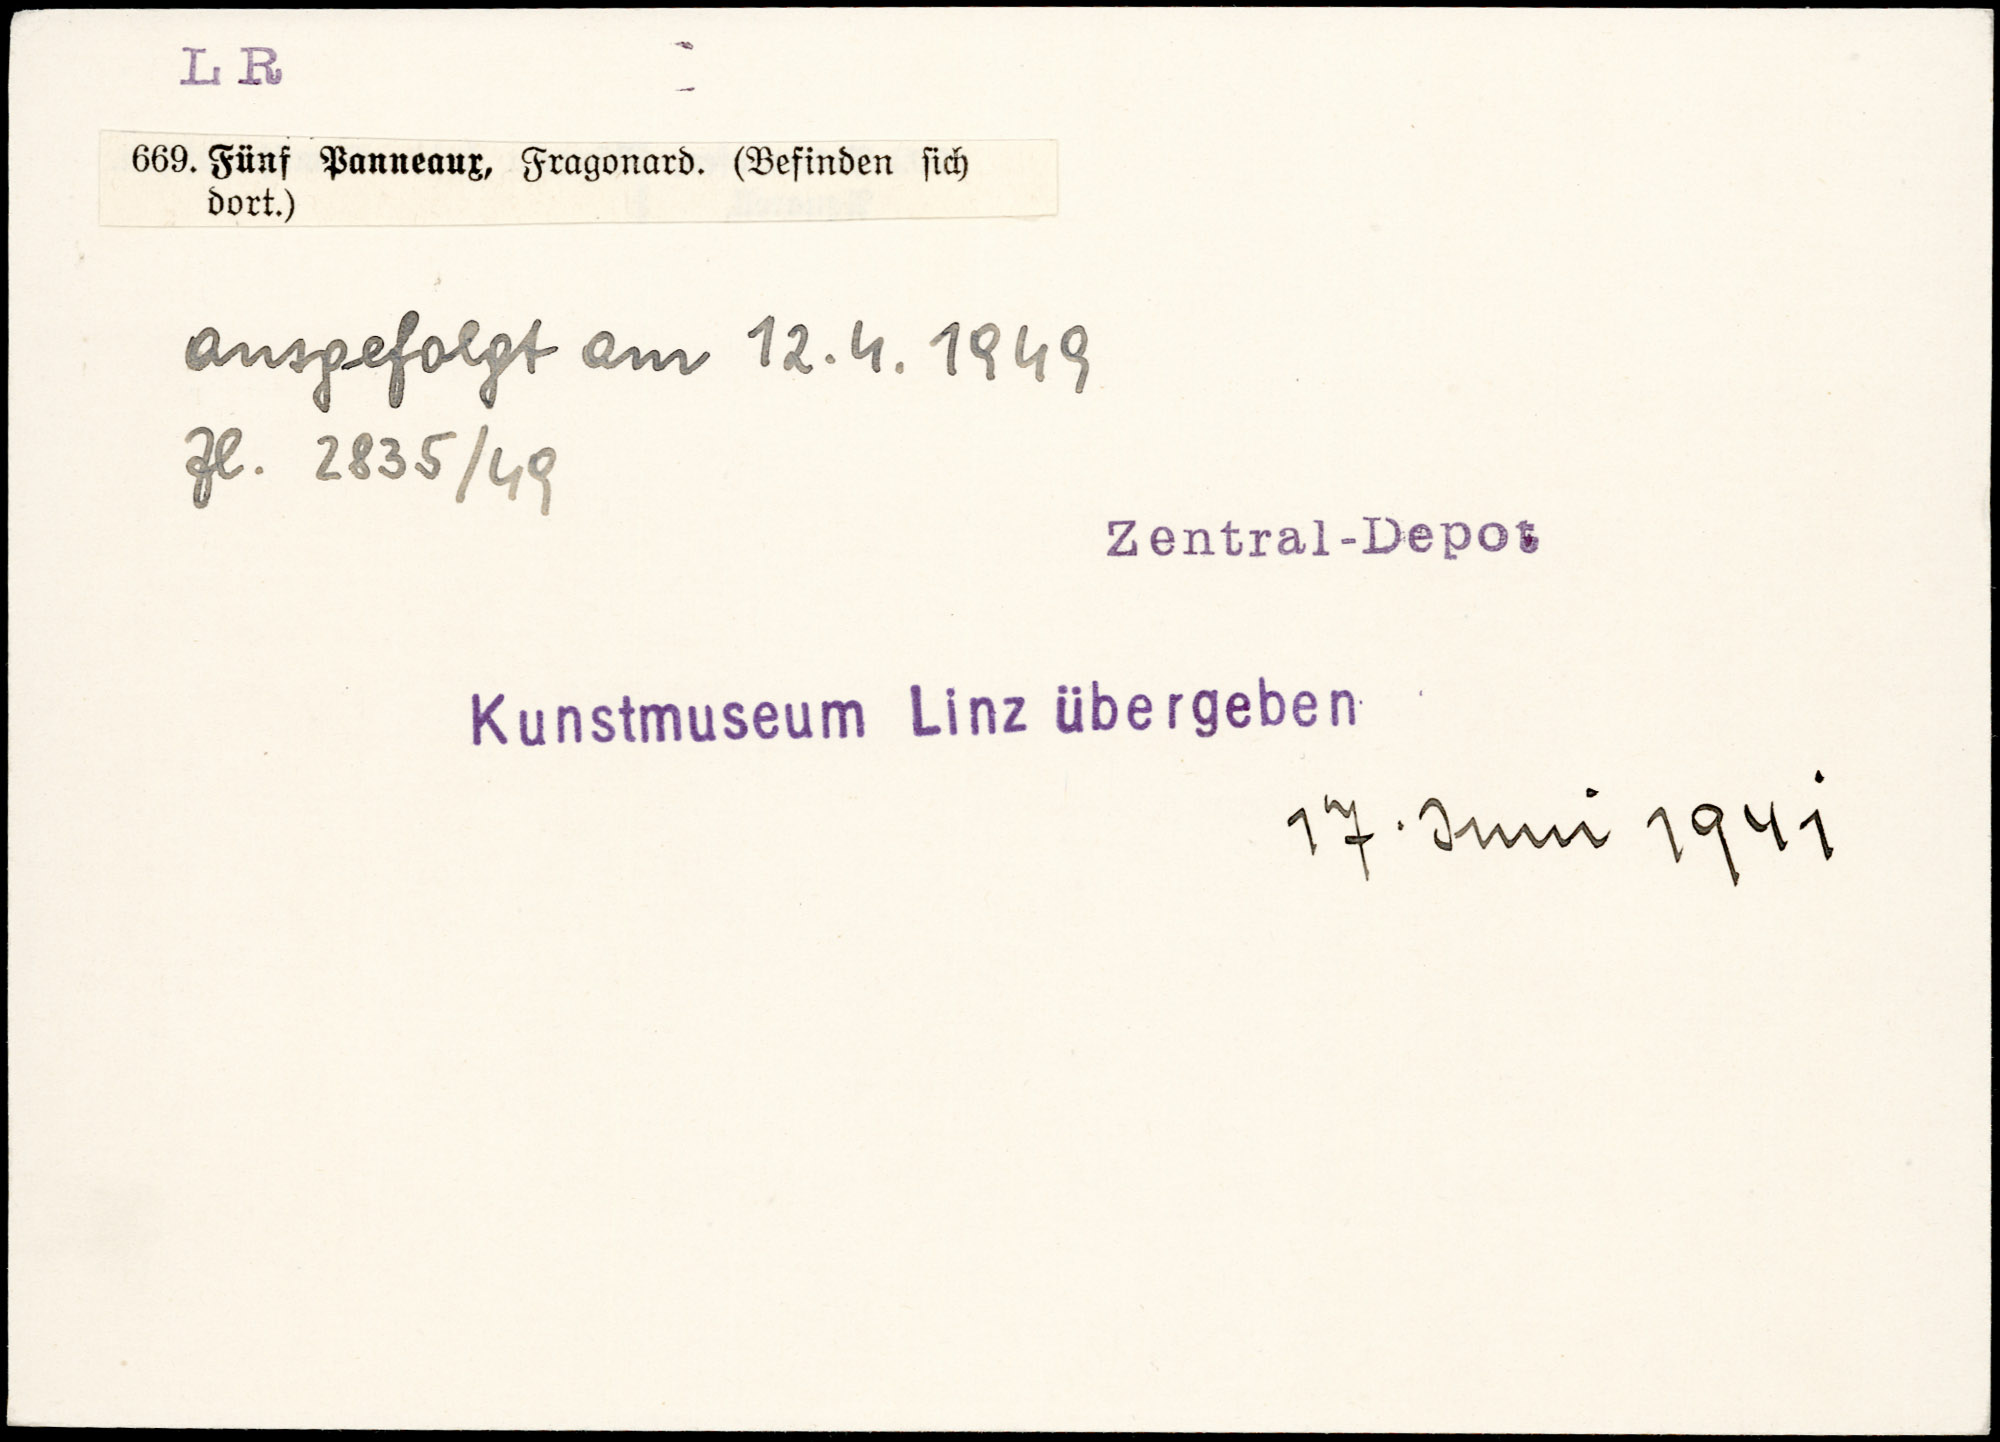 LR
669. Fünf Panneaux, Fragonard. (Befinden sich
dort.)
ausgefolgt am 12.4.1949
Zl. 2835/49
Zentral-Depot
Kunstmuseum Linz übergeben
17. Juni 1941